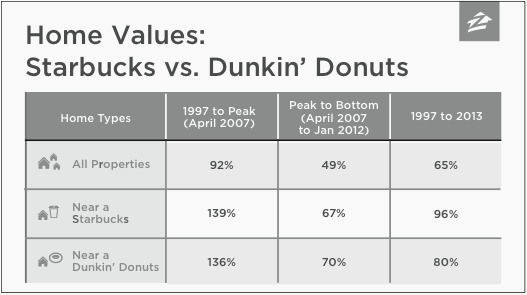 Home Values:
Starbucks vs. Dunkin' Donuts
Home Types
1997 to Peak
(April 2007)
Peak to Bottom
(April 2007
to Jan 2012)
1997 to 2013
All Properties
92%
49%
65%
Near a
Starbucks
139%
67%
96%
Near a
Dunkin' Donuts
136%
70%
80%